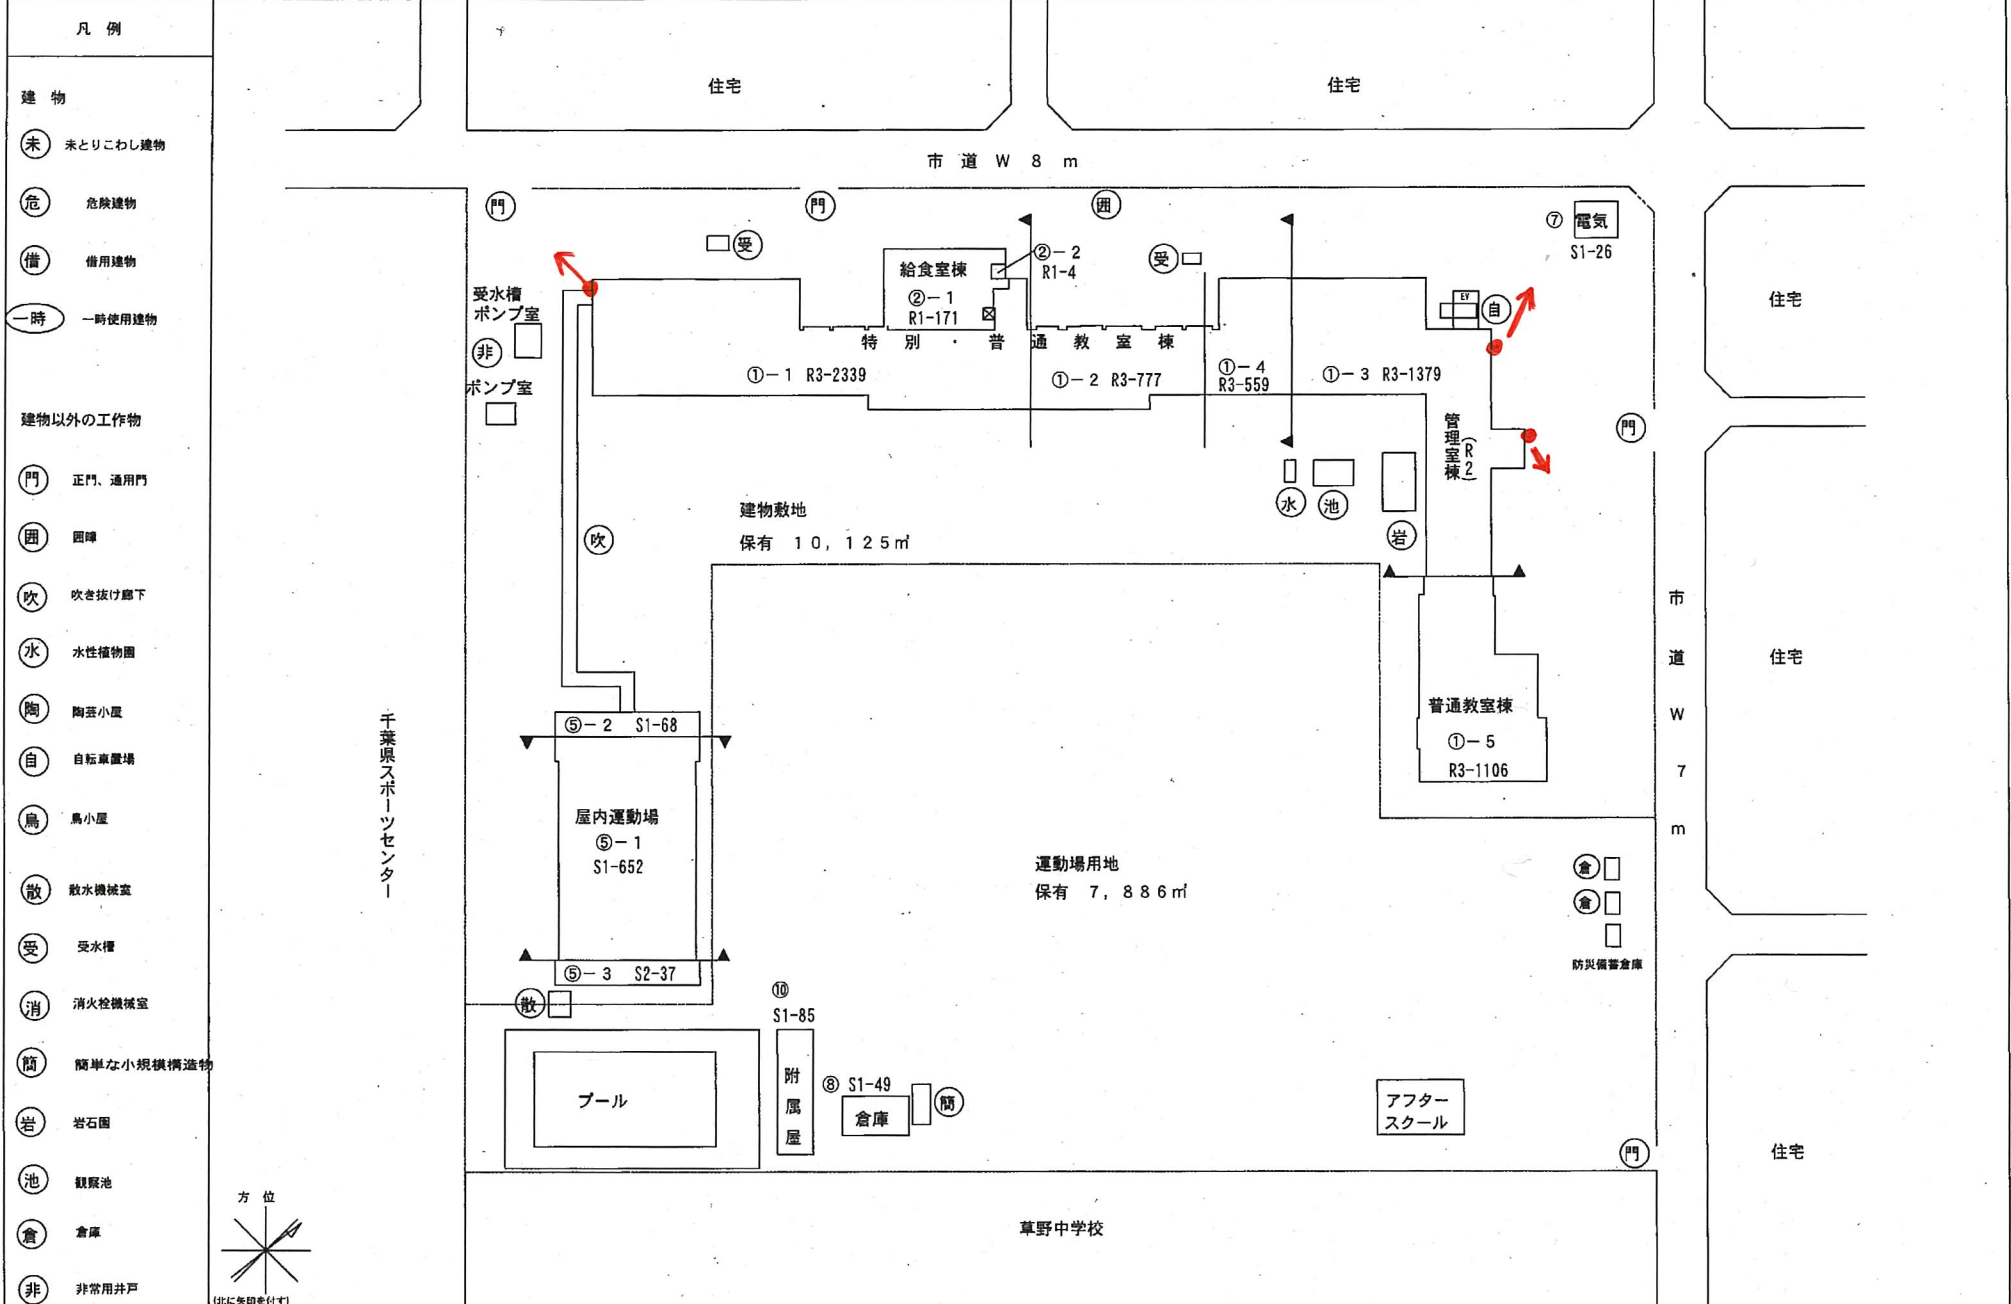 凡 例
建 物
未 未とりこわし建物
危 危険建物
借 借用建物
一時 一時使用建物
建物以外の工作物
門 正門、通用門
囲 囲障
吹 吹き抜け廊下
水 水性植物園
陶 陶芸小屋
自 自転車置場
鳥 鳥小屋
散 散水機械室
受 受水槽
消 消火栓機械室
簡 簡単な小規模構造物
岩 岩石園
池 観察池
倉 倉庫
非 非常用井戸
方 位
(北に矢印を付す)
住宅
住宅
市 道 W 8 m
門
門
囲
⑦ 電気
S1-26
受
給食室棟
②-1
R1-171
②-2
R1-4
受
EV
自
住宅
受水槽
ポンプ室
非
ポンプ室
特 別 ・ 普 通 教 室 棟
①-1 R3-2339
①-2 R3-777
①-4
R3-559
①-3 R3-1379
管理室棟(R2)
門
水
池
岩
建物敷地
保有 10,125㎡
吹
市道W7m
住宅
千葉県スポーツセンター
⑤-2 S1-68
屋内運動場
⑤-1
S1-652
⑤-3 S2-37
普通教室棟
①-5
R3-1106
運動場用地
保有 7,886㎡
倉
倉
防災備蓄倉庫
散
プール
⑩
S1-85
附属屋
⑧ S1-49
倉庫
簡
アフター
スクール
門
住宅
草野中学校